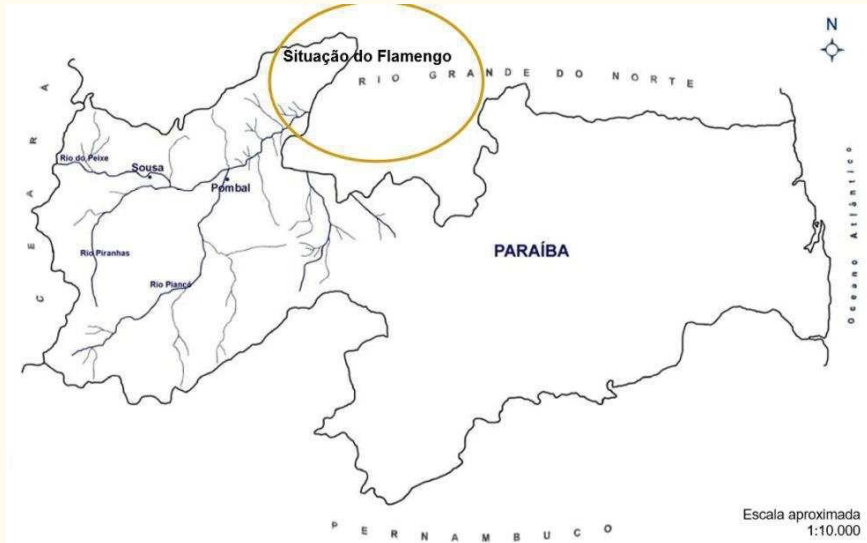 N
Situação do Flamengo
RIO GRANDE DO NORTE
CEARÁ
Rio do Peixe
Sousa
Pombal
Rio Piranhas
Rio Piancó
PARAÍBA
Oceano Atlântico
PERNAMBUCO
Escala aproximada
1:10.000